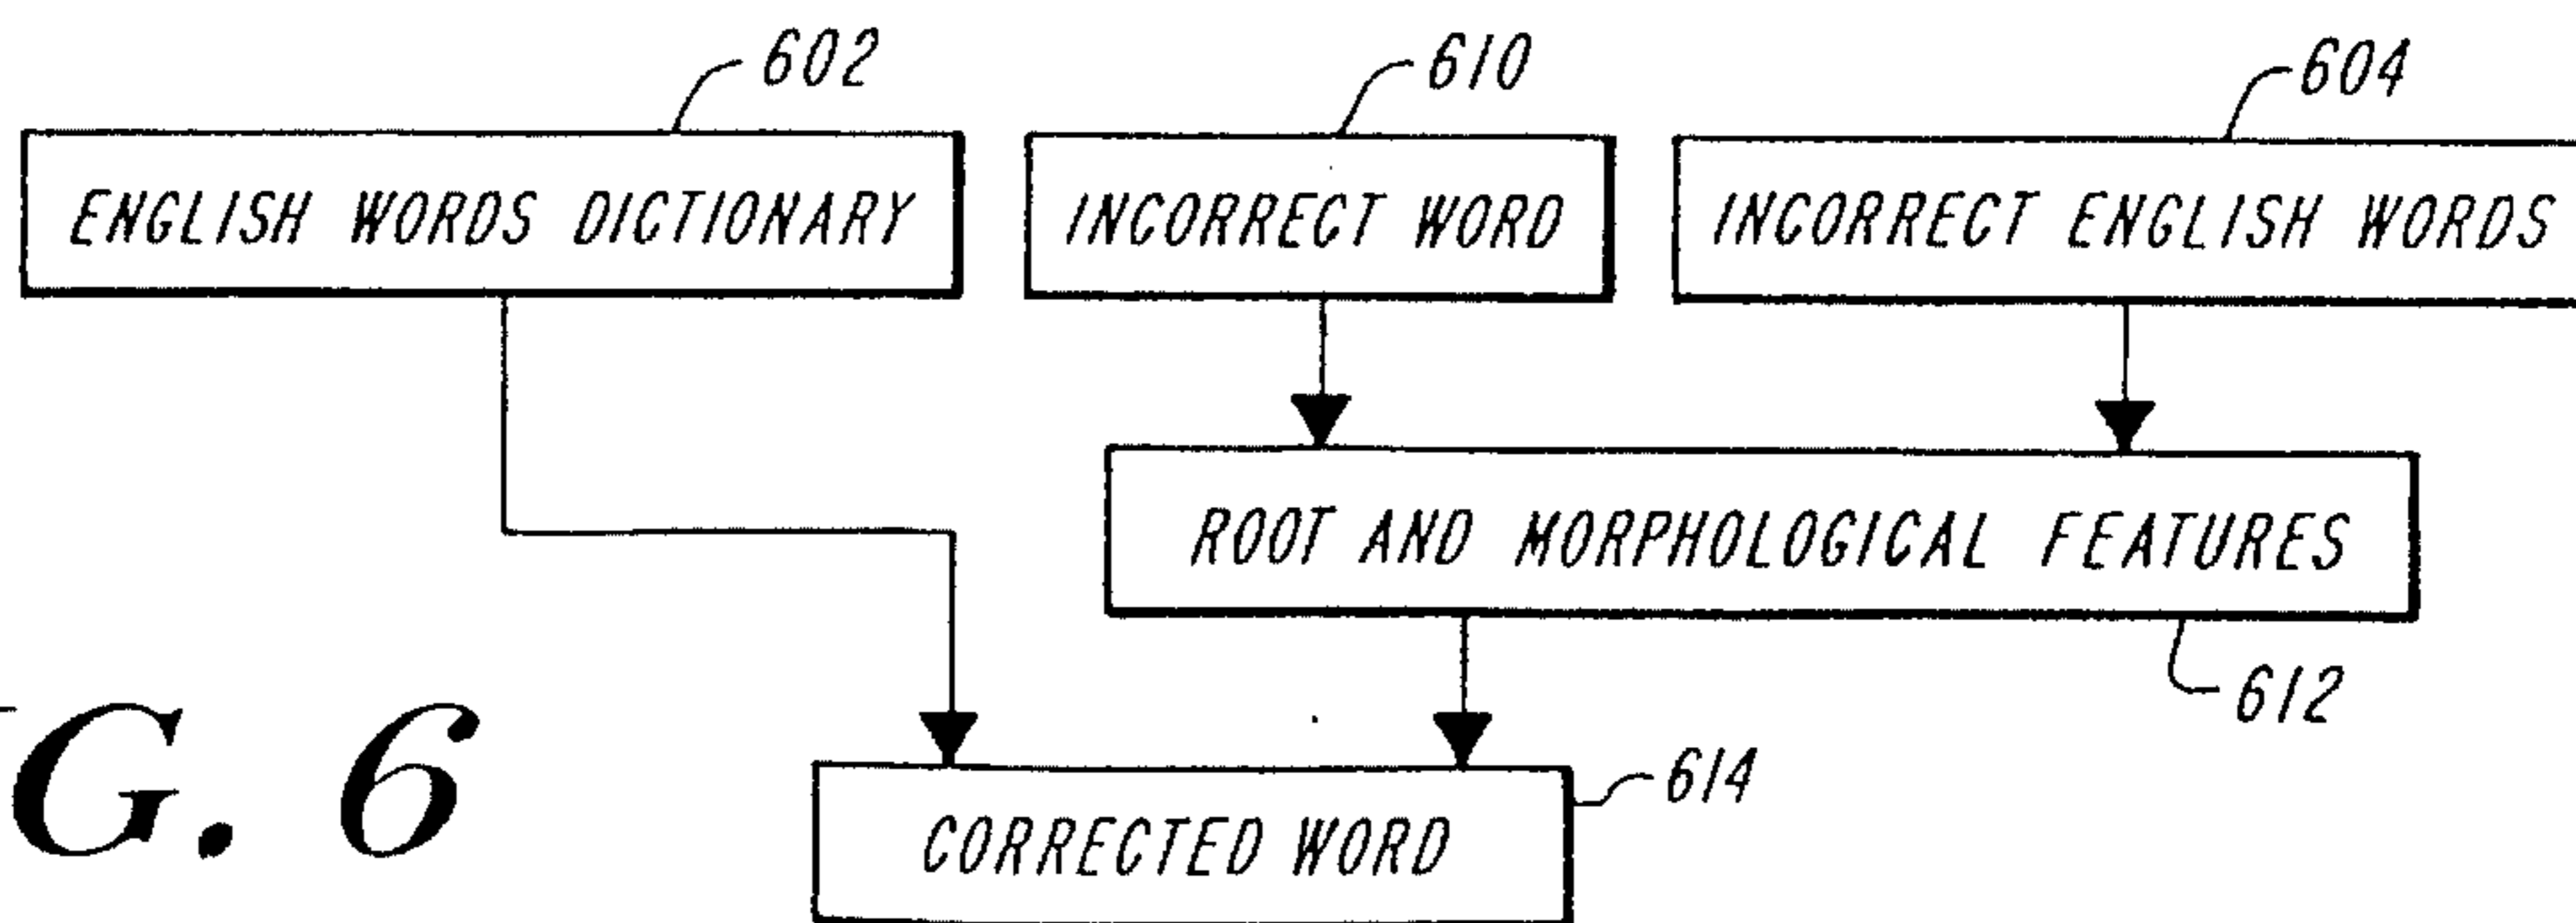 602 610 604
ENGLISH WORDS DICTIONARY INCORRECT WORD INCORRECT ENGLISH WORDS
ROOT AND MORPHOLOGICAL FEATURES
612
G. 6
614
CORRECTED WORD